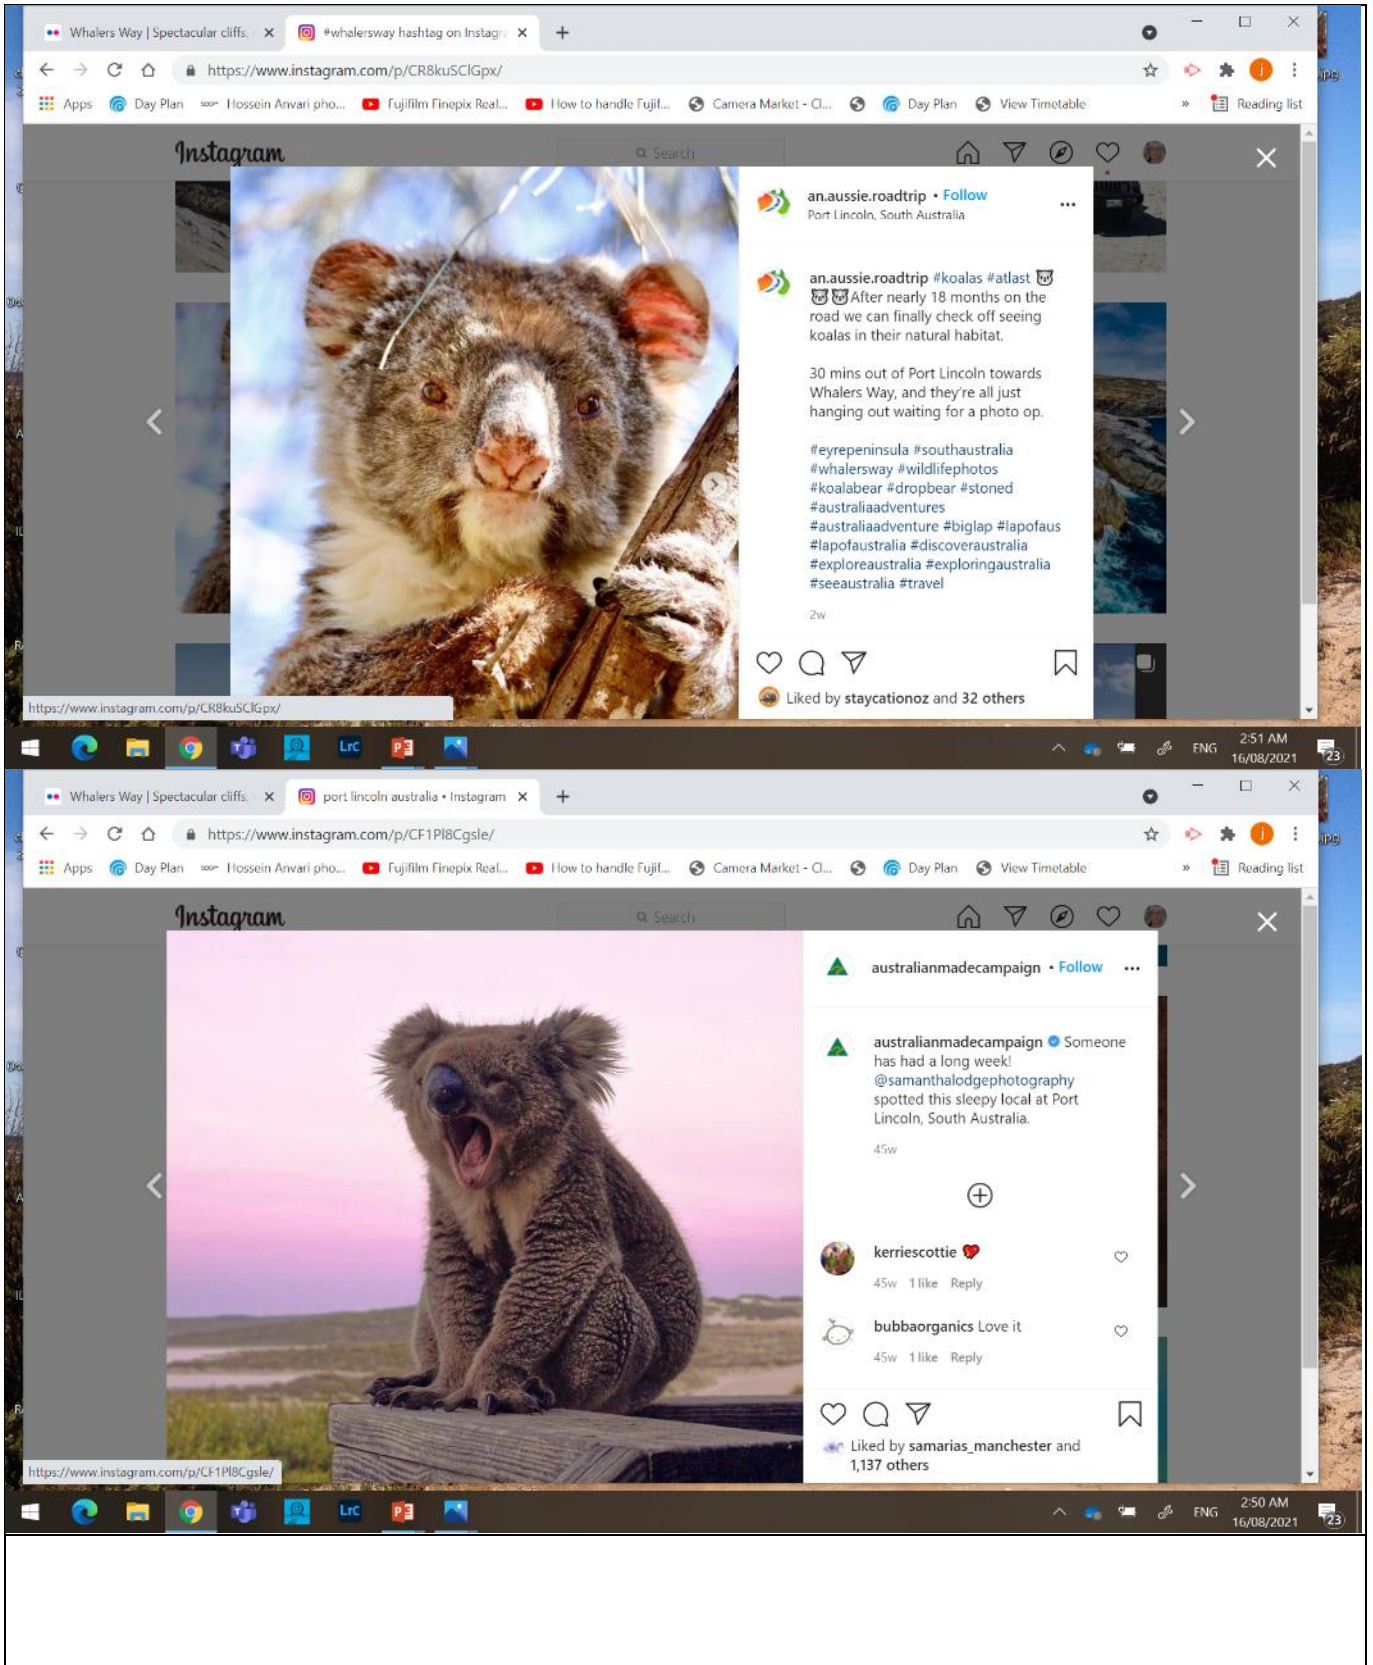 Whalers Way | Spectacular cliffs,
#whalersway hashtag on Instagra
https://www.instagram.com/p/CR8kuSClGpx/
Apps Day Plan Hossein Anvari pho... Fujifilm Finepix Real... How to handle Fujif... Camera Market - Cl... Day Plan View Timetable » Reading list
Instagram
Search
an.aussie.roadtrip • Follow
Port Lincoln, South Australia
an.aussie.roadtrip #koalas #atlast
After nearly 18 months on the
road we can finally check off seeing
koalas in their natural habitat.
30 mins out of Port Lincoln towards
Whalers Way, and they're all just
hanging out waiting for a photo op.
#eyrepeninsula #southaustralia
#whalersway #wildlifephotos
#koalabear #dropbear #stoned
#australiaadventures
#australiaadventure #biglap #lapofaus
#lapofaustralia #discoveraustralia
#exploreaustralia #exploringaustralia
#seeaustralia #travel
2w
Liked by staycationoz and 32 others
https://www.instagram.com/p/CR8kuSClGpx/
LrC
ENG
2:51 AM
16/08/2021
23
Whalers Way | Spectacular cliffs,
port lincoln australia • Instagram
https://www.instagram.com/p/CF1Pl8Cgsle/
Apps Day Plan Hossein Anvari pho... Fujifilm Finepix Real... How to handle Fujif... Camera Market - Cl... Day Plan View Timetable » Reading list
Instagram
Search
australianmadecampaign • Follow
australianmadecampaign Someone
has had a long week!
@samanthalodgephotography
spotted this sleepy local at Port
Lincoln, South Australia.
45w
kerriescottie
45w 1 like Reply
bubbaorganics Love it
45w 1 like Reply
Liked by samarias_manchester and
1,137 others
https://www.instagram.com/p/CF1Pl8Cgsle/
LrC
ENG
2:50 AM
16/08/2021
23